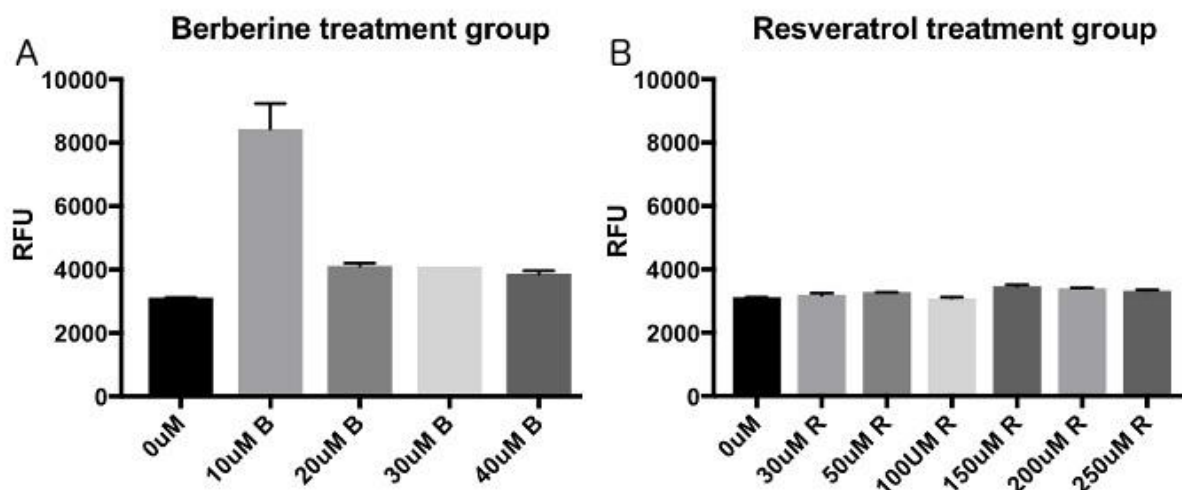 A
Berberine treatment group
RFU
10000
8000
6000
4000
2000
0
0uM
10uM B
20uM B
30uM B
40uM B
B
Resveratrol treatment group
RFU
10000
8000
6000
4000
2000
0
0uM
30uM R
50uM R
100UM R
150uM R
200uM R
250uM R